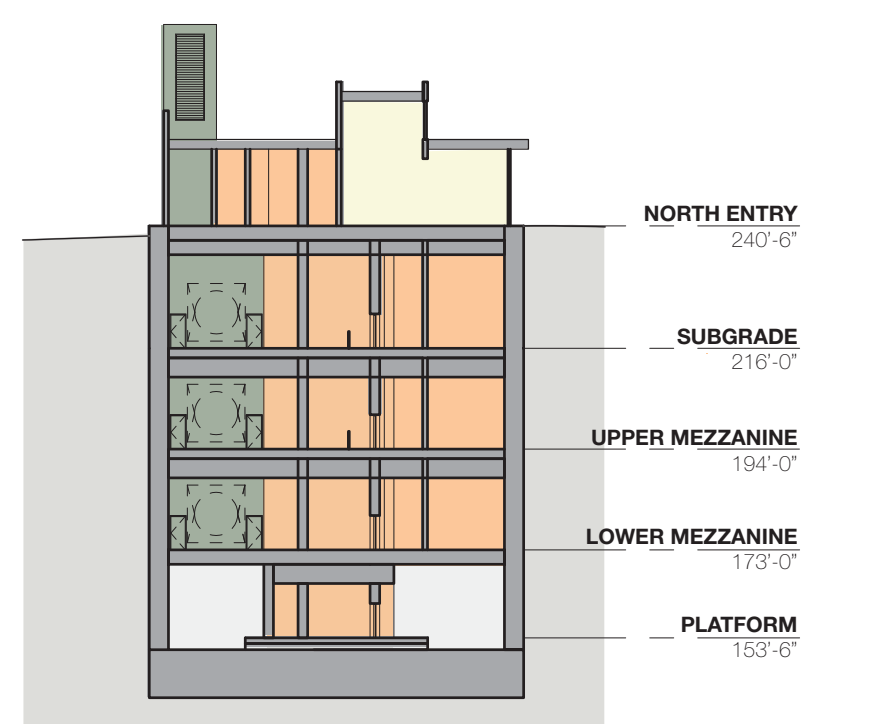 NORTH ENTRY
240'-6”
SUBGRADE
216'-0”
UPPER MEZZANINE
194'-0”
LOWER MEZZANINE
173'-0”
PLATFORM
153'-6”